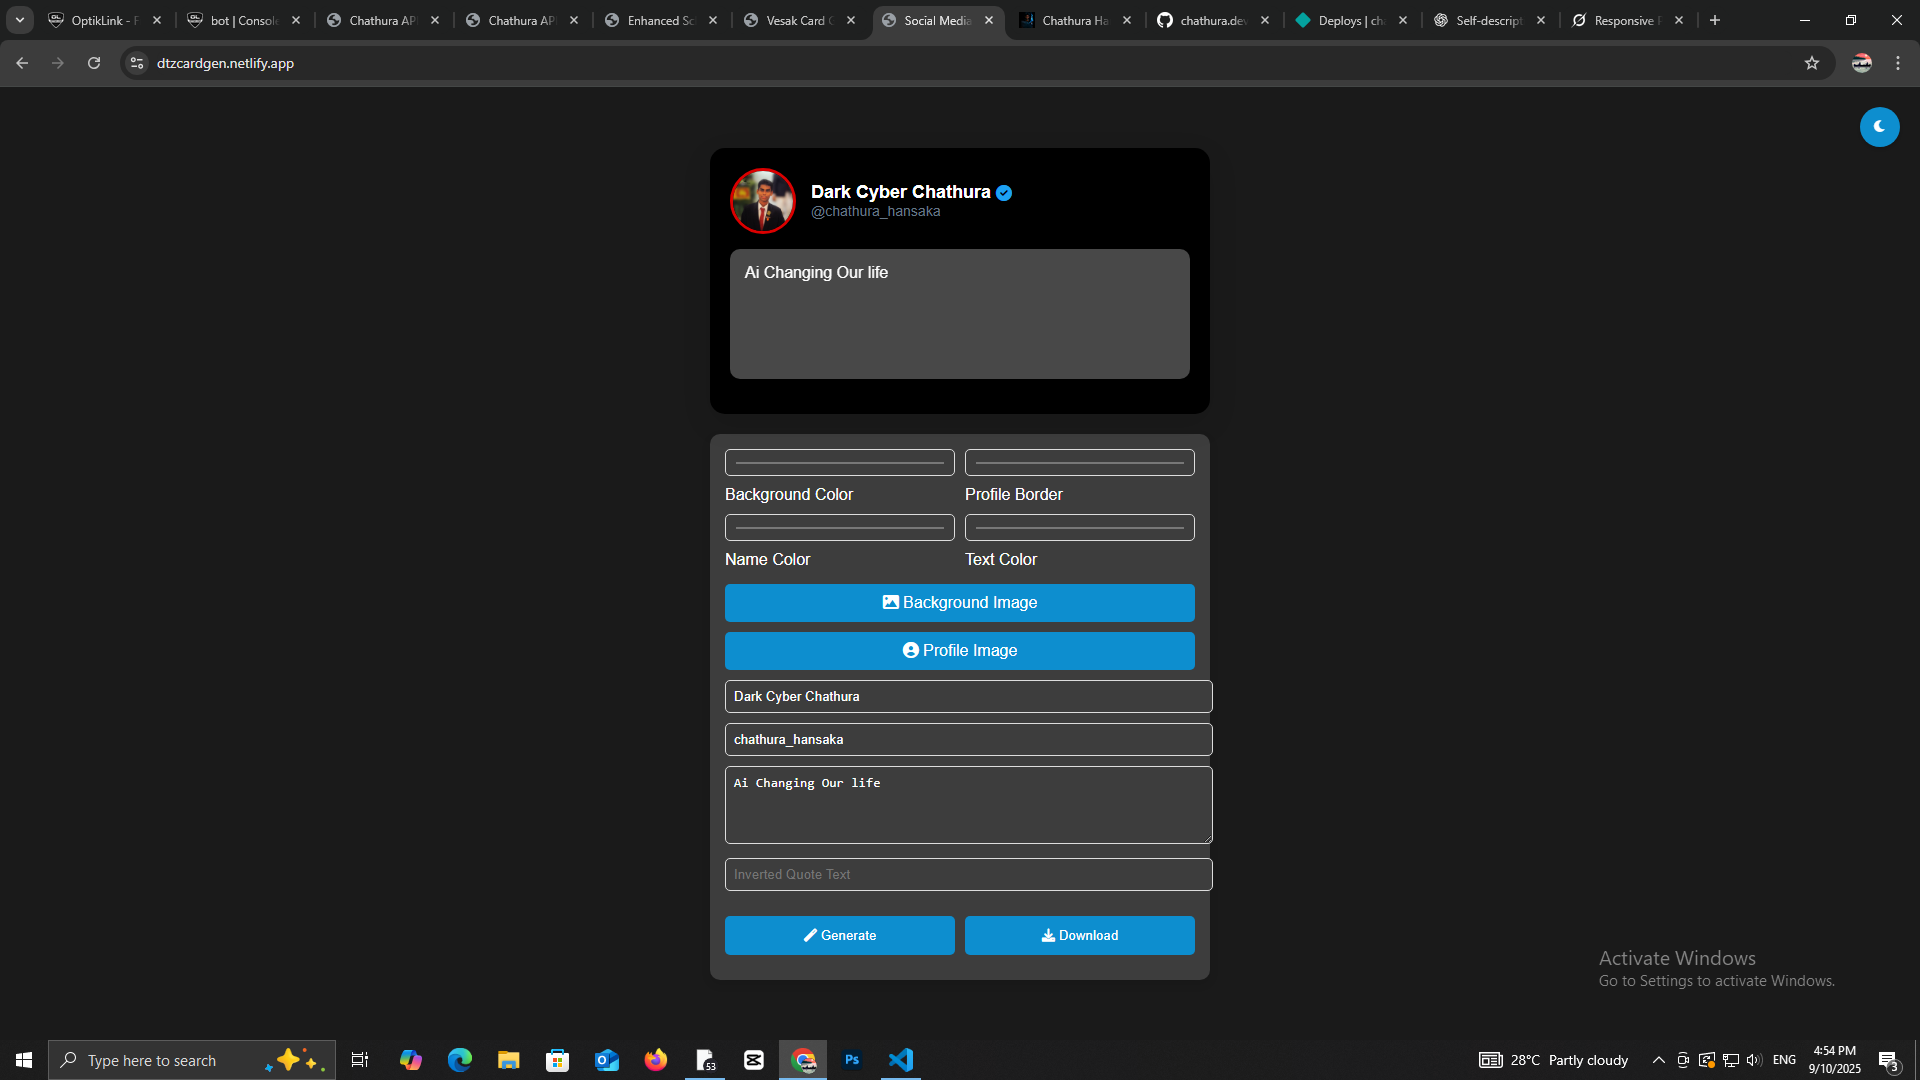 OptikLink - F
bot | Console
Chathura AP
Chathura AP
Enhanced Sc
Vesak Card G
Social Media
Chathura Ha
chathura.dev
Deploys | ch
Self-descript
Responsive P
dtzcardgen.netlify.app
Dark Cyber Chathura
@chathura_hansaka
Ai Changing Our life
Background Color
Profile Border
Name Color
Text Color
Background Image
Profile Image
Dark Cyber Chathura
chathura_hansaka
Ai Changing Our life
Inverted Quote Text
Generate
Download
Activate Windows
Go to Settings to activate Windows.
Type here to search
53
Ps
28°C Partly cloudy
ENG
4:54 PM
9/10/2025
3